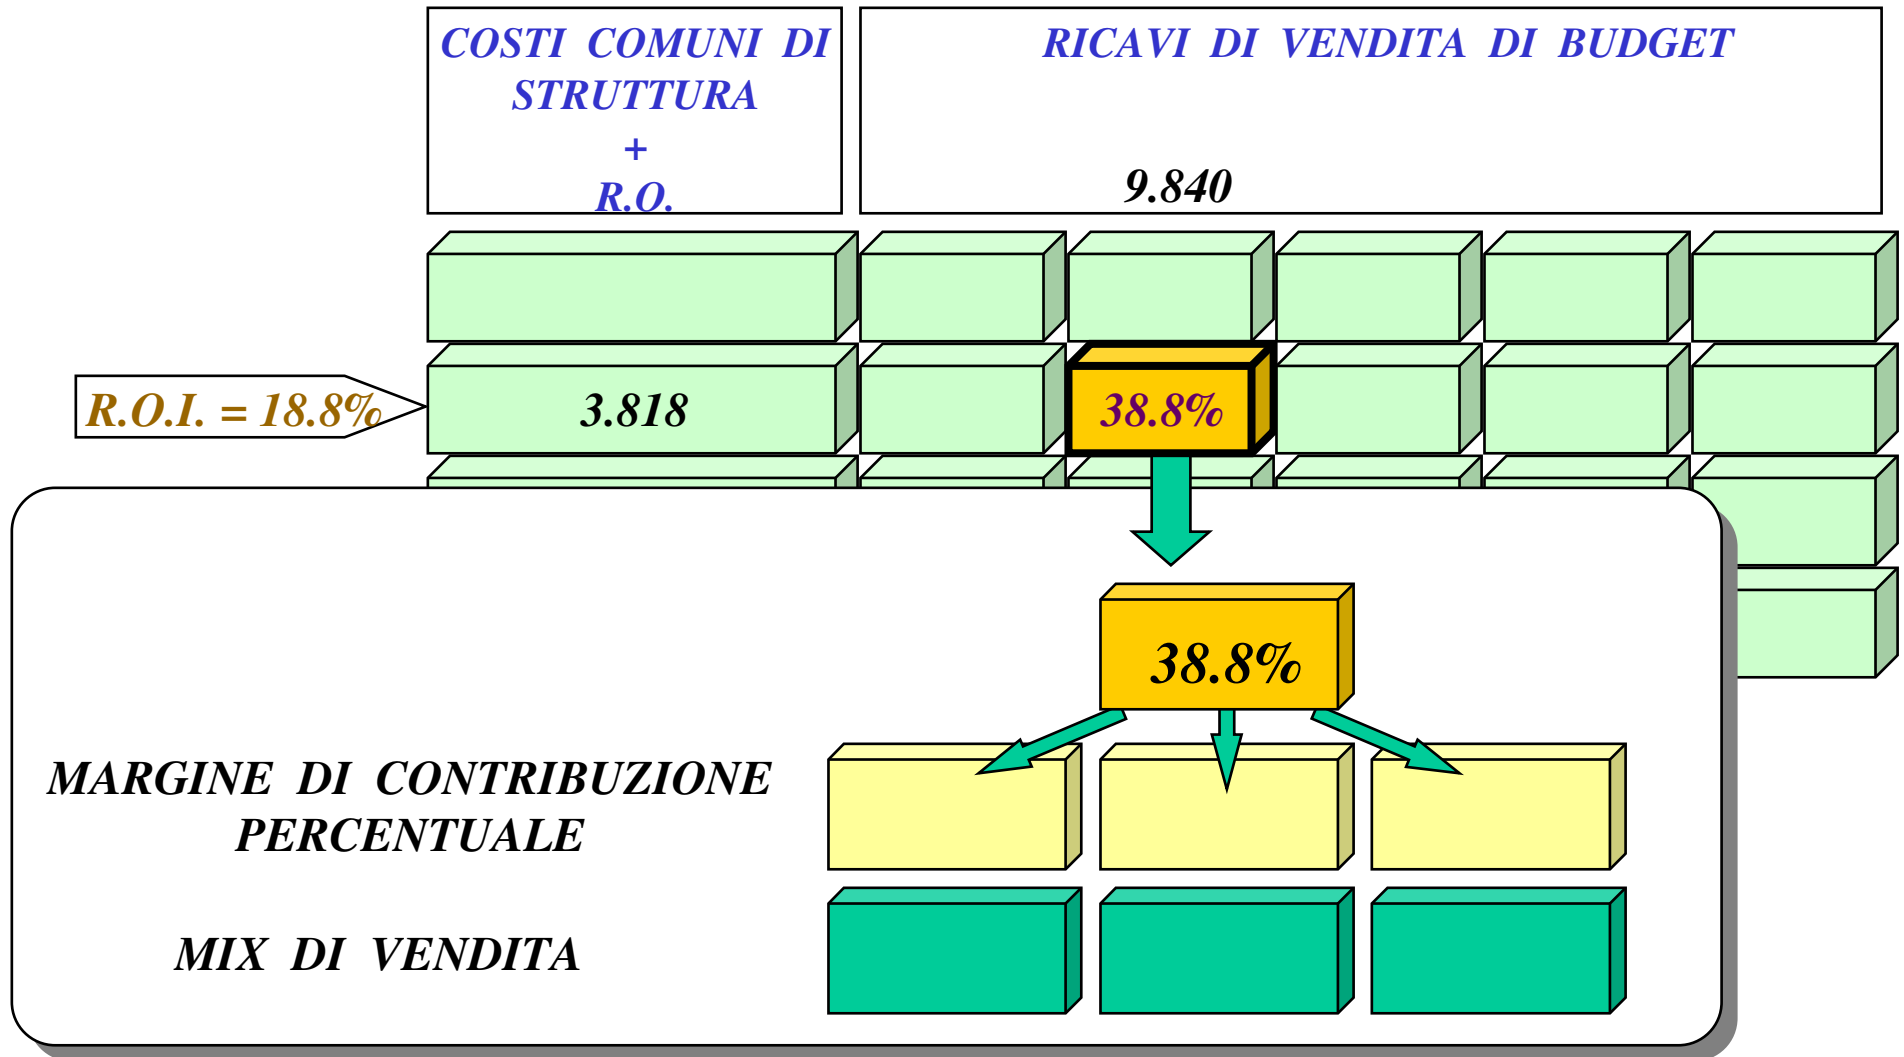 COSTI COMUNI DI
STRUTTURA
+
R.O.
RICAVI DI VENDITA DI BUDGET
9.840
R.O.I. = 18.8%
3.818
38.8%
38.8%
MARGINE DI CONTRIBUZIONE
PERCENTUALE
MIX DI VENDITA